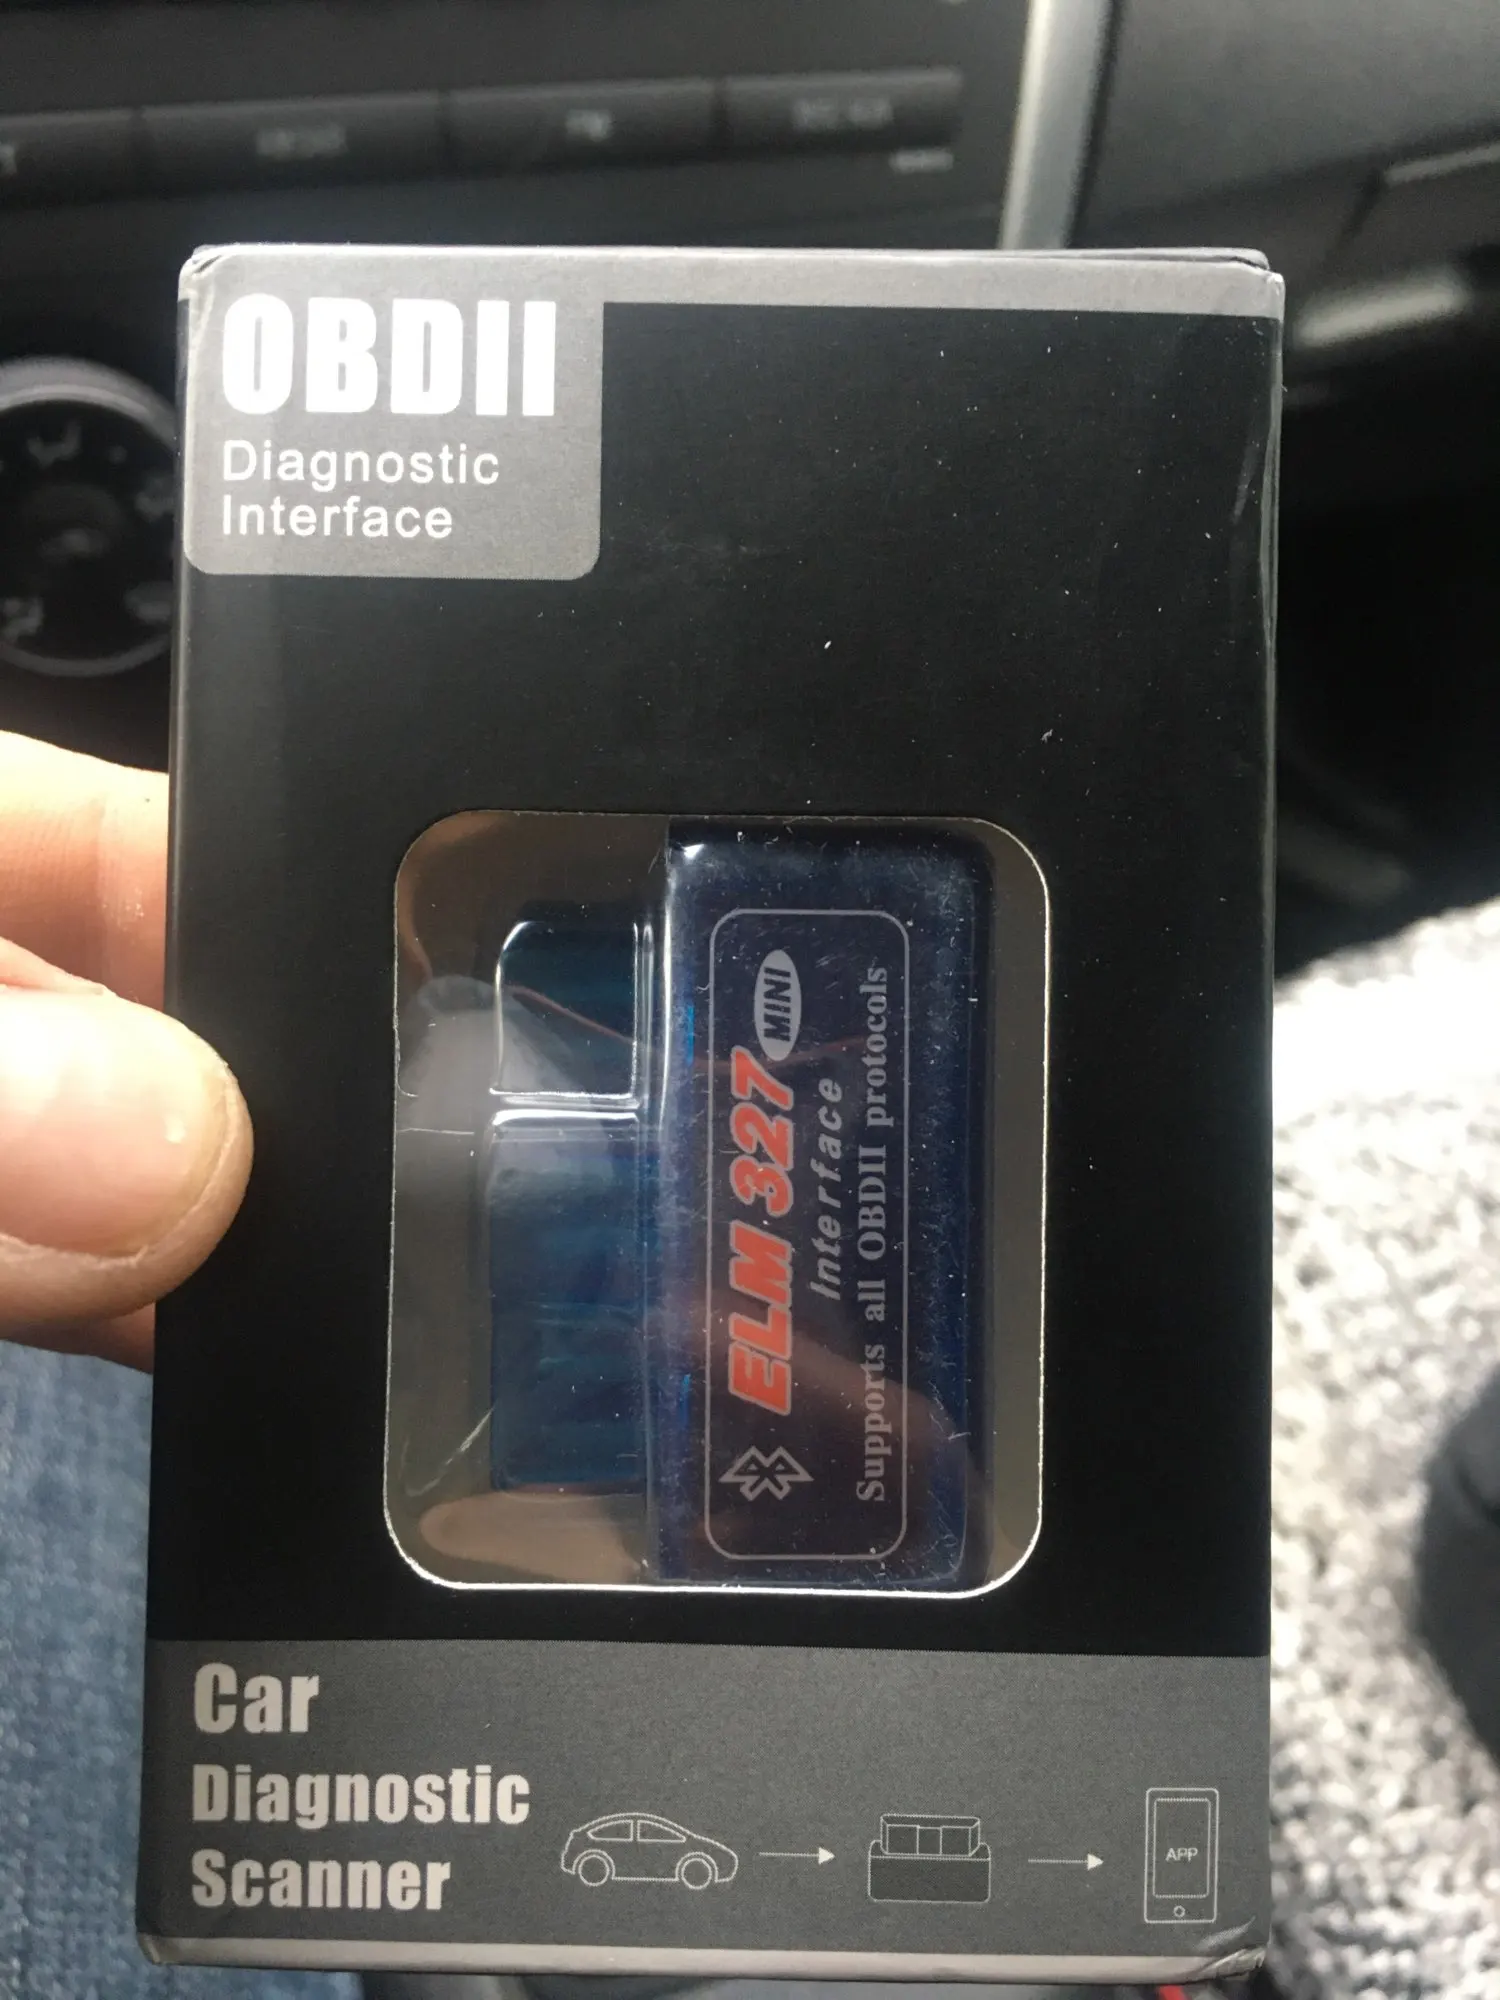 OBDII
Diagnostic
Interface
ELM 327 MINI
Interface
Supports all OBDII protocols
Car
Diagnostic
Scanner
APP